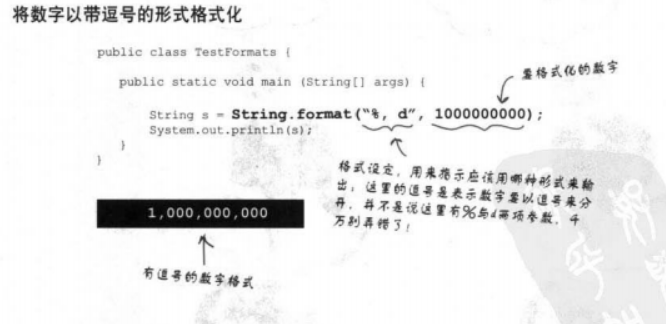 将数字以带逗号的形式格式化
public class TestFormats {
public static void main (String[] args) {
要格式化的数字
String s = String.format("%, d", 1000000000);
System.out.println(s);
}
}
格式设定，用来指示应该用哪种形式来输
出；这里的逗号是表示数字要以逗号来分
开，并不是说这里有%与d两项参数，千
万别弄错了！
1,000,000,000
有逗号的数字格式